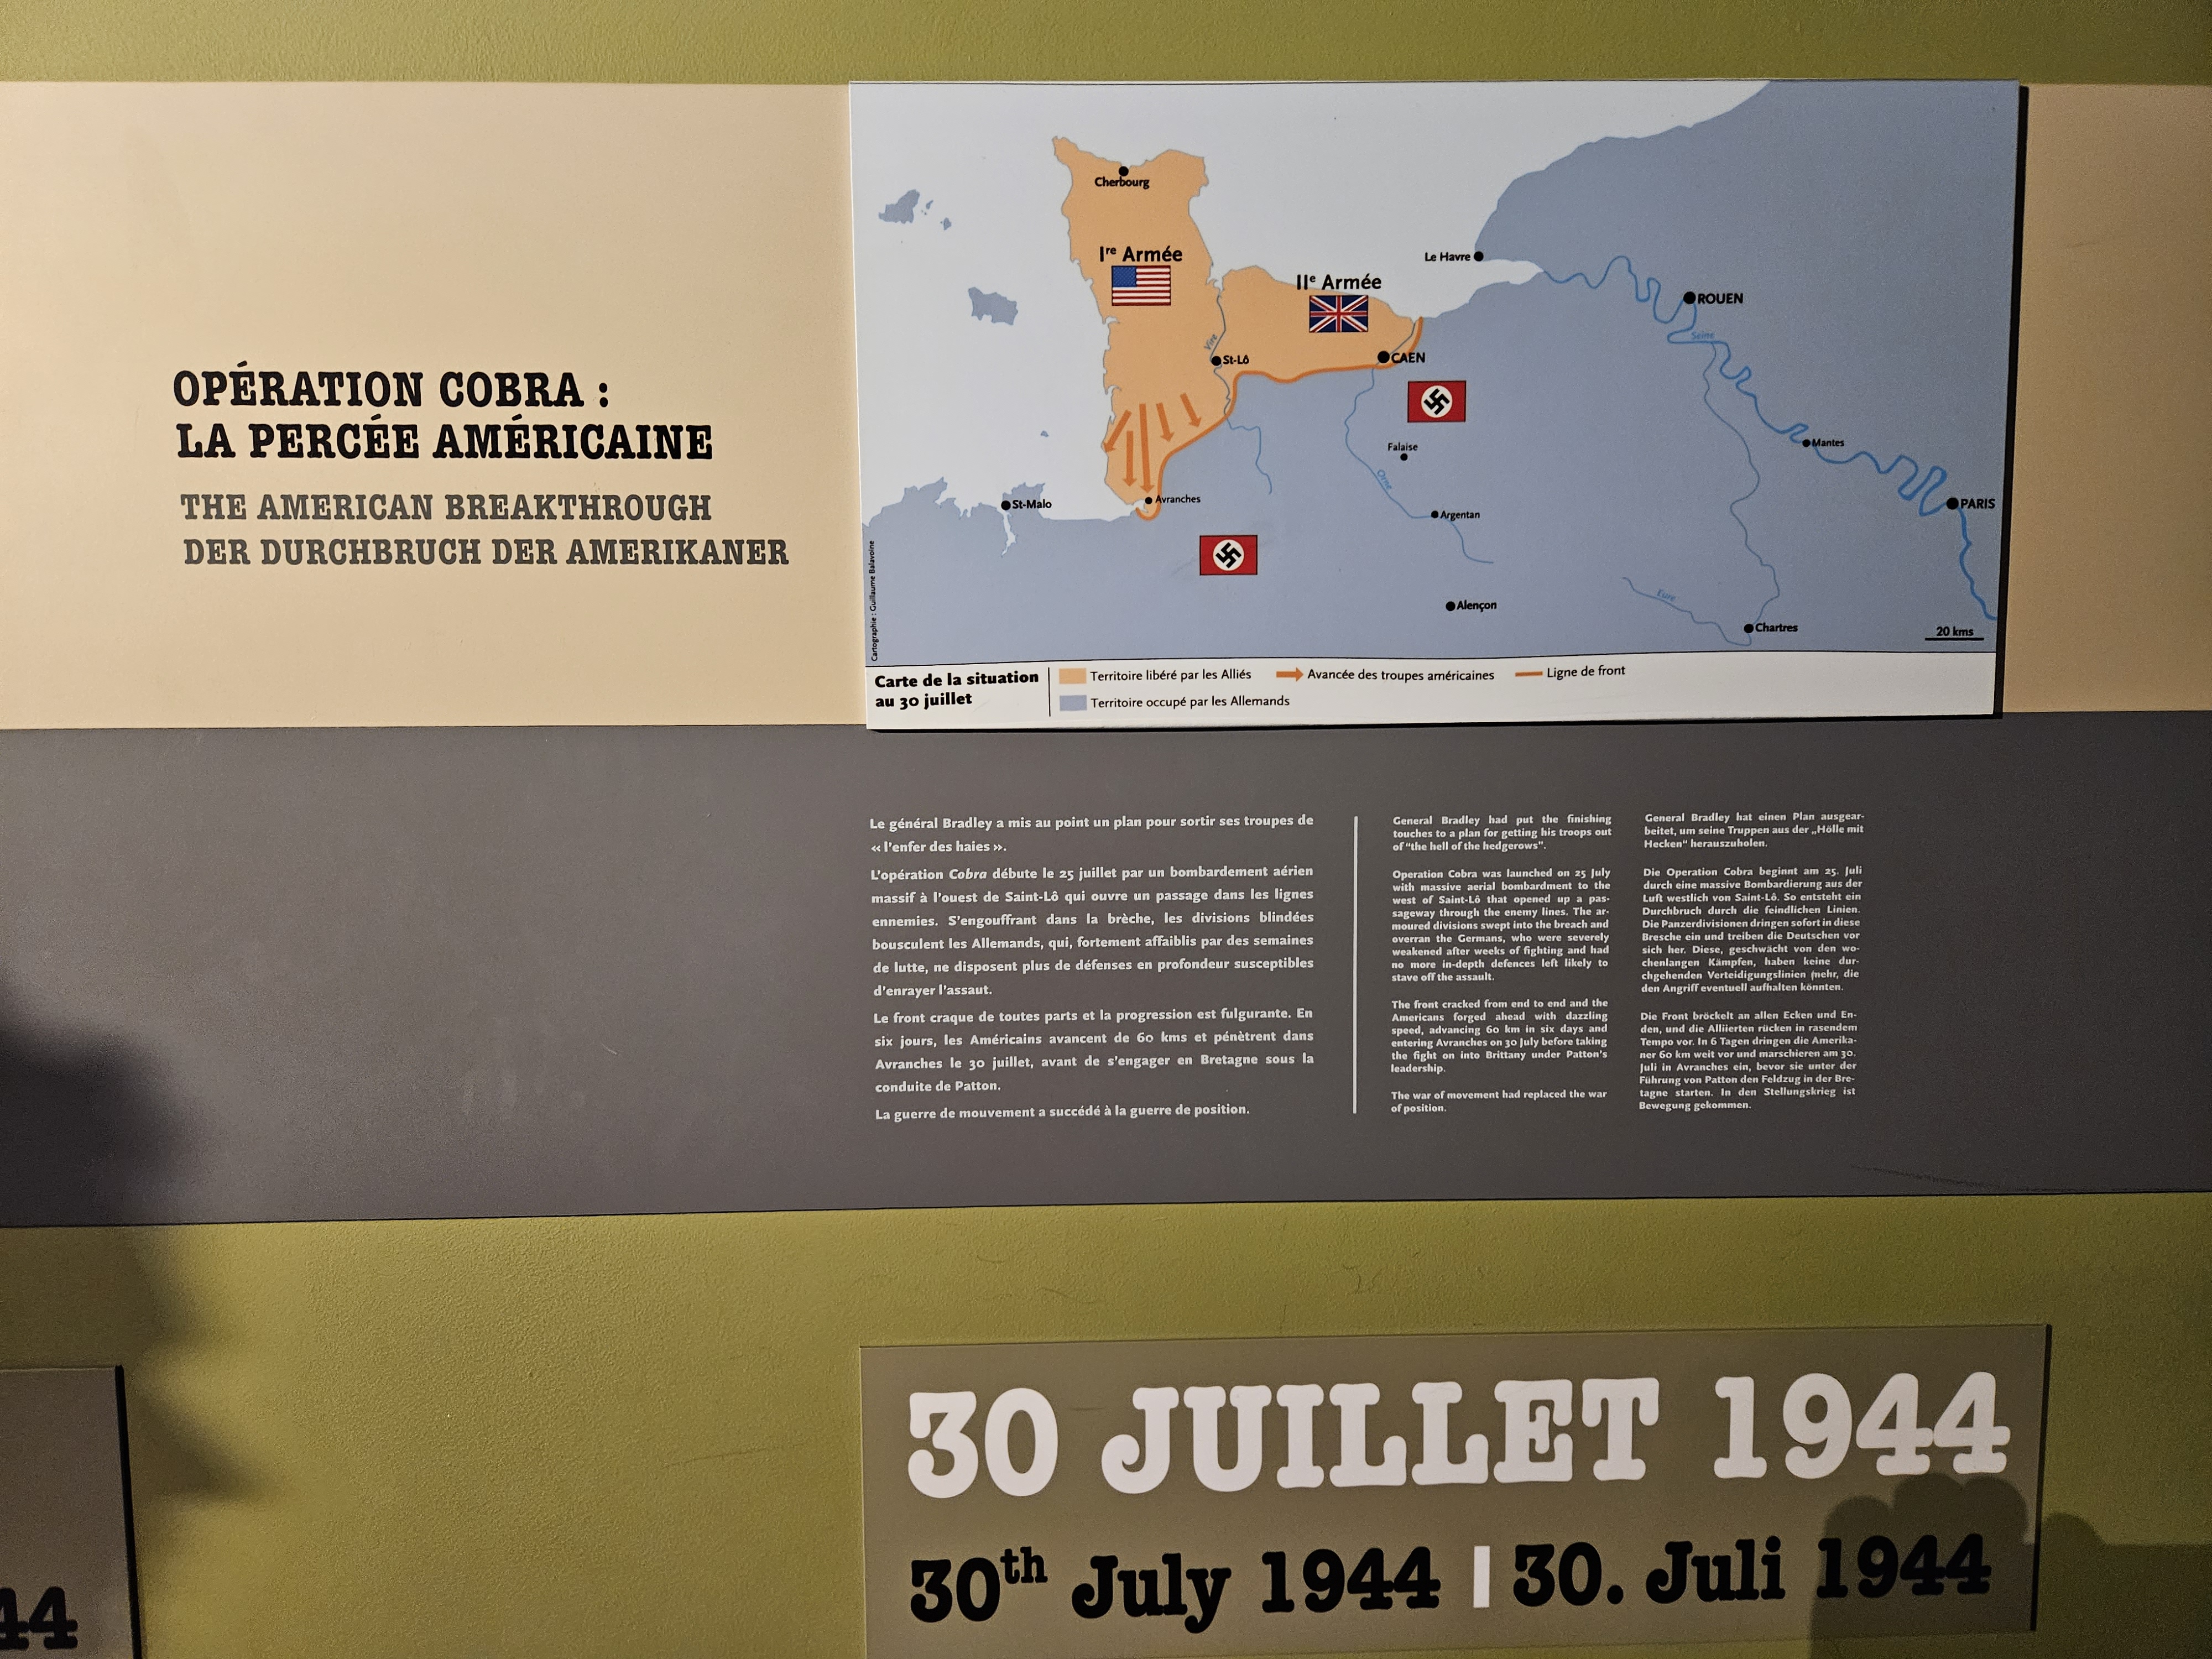 OPÉRATION COBRA :
LA PERCÉE AMÉRICAINE
THE AMERICAN BREAKTHROUGH
DER DURCHBRUCH DER AMERIKANER
Cherbourg
Ire Armée
IIe Armée
Le Havre
ROUEN
Seine
Vire
St-Lô
CAEN
Falaise
Mantes
Orne
Avranches
St-Malo
Argentan
PARIS
Alençon
Eure
Chartres
20 kms
Cartographie : Guillaume Balavoine
Carte de la situation
au 30 juillet
Territoire libéré par les Alliés
Avancée des troupes américaines
Ligne de front
Territoire occupé par les Allemands
Le général Bradley a mis au point un plan pour sortir ses troupes de
« l'enfer des haies ».
L'opération Cobra débute le 25 juillet par un bombardement aérien
massif à l'ouest de Saint-Lô qui ouvre un passage dans les lignes
ennemies. S'engouffrant dans la brèche, les divisions blindées
bousculent les Allemands, qui, fortement affaiblis par des semaines
de lutte, ne disposent plus de défenses en profondeur susceptibles
d'enrayer l'assaut.
Le front craque de toutes parts et la progression est fulgurante. En
six jours, les Américains avancent de 60 kms et pénètrent dans
Avranches le 30 juillet, avant de s'engager en Bretagne sous la
conduite de Patton.
La guerre de mouvement a succédé à la guerre de position.
General Bradley had put the finishing
touches to a plan for getting his troops out
of "the hell of the hedgerows".
Operation Cobra was launched on 25 July
with massive aerial bombardment to the
west of Saint-Lô that opened up a pas-
sageway through the enemy lines. The ar-
moured divisions swept into the breach and
overran the Germans, who were severely
weakened after weeks of fighting and had
no more in-depth defences left likely to
stave off the assault.
The front cracked from end to end and the
Americans forged ahead with dazzling
speed, advancing 60 km in six days and
entering Avranches on 30 July before taking
the fight on into Brittany under Patton's
leadership.
The war of movement had replaced the war
of position.
General Bradley hat einen Plan ausgear-
beitet, um seine Truppen aus der „Hölle mit
Hecken“ herauszuholen.
Die Operation Cobra beginnt am 25. Juli
durch eine massive Bombardierung aus der
Luft westlich von Saint-Lô. So entsteht ein
Durchbruch durch die feindlichen Linien.
Die Panzerdivisionen dringen sofort in diese
Bresche ein und treiben die Deutschen vor
sich her. Diese, geschwächt von den wo-
chenlangen Kämpfen, haben keine dur-
chgehenden Verteidigungslinien mehr, die
den Angriff eventuell aufhalten könnten.
Die Front bröckelt an allen Ecken und En-
den, und die Alliierten rücken in rasendem
Tempo vor. In 6 Tagen dringen die Amerika-
ner 60 km weit vor und marschieren am 30.
Juli in Avranches ein, bevor sie unter der
Führung von Patton den Feldzug in der Bre-
tagne starten. In den Stellungskrieg ist
Bewegung gekommen.
30 JUILLET 1944
30th July 1944 | 30. Juli 1944
44